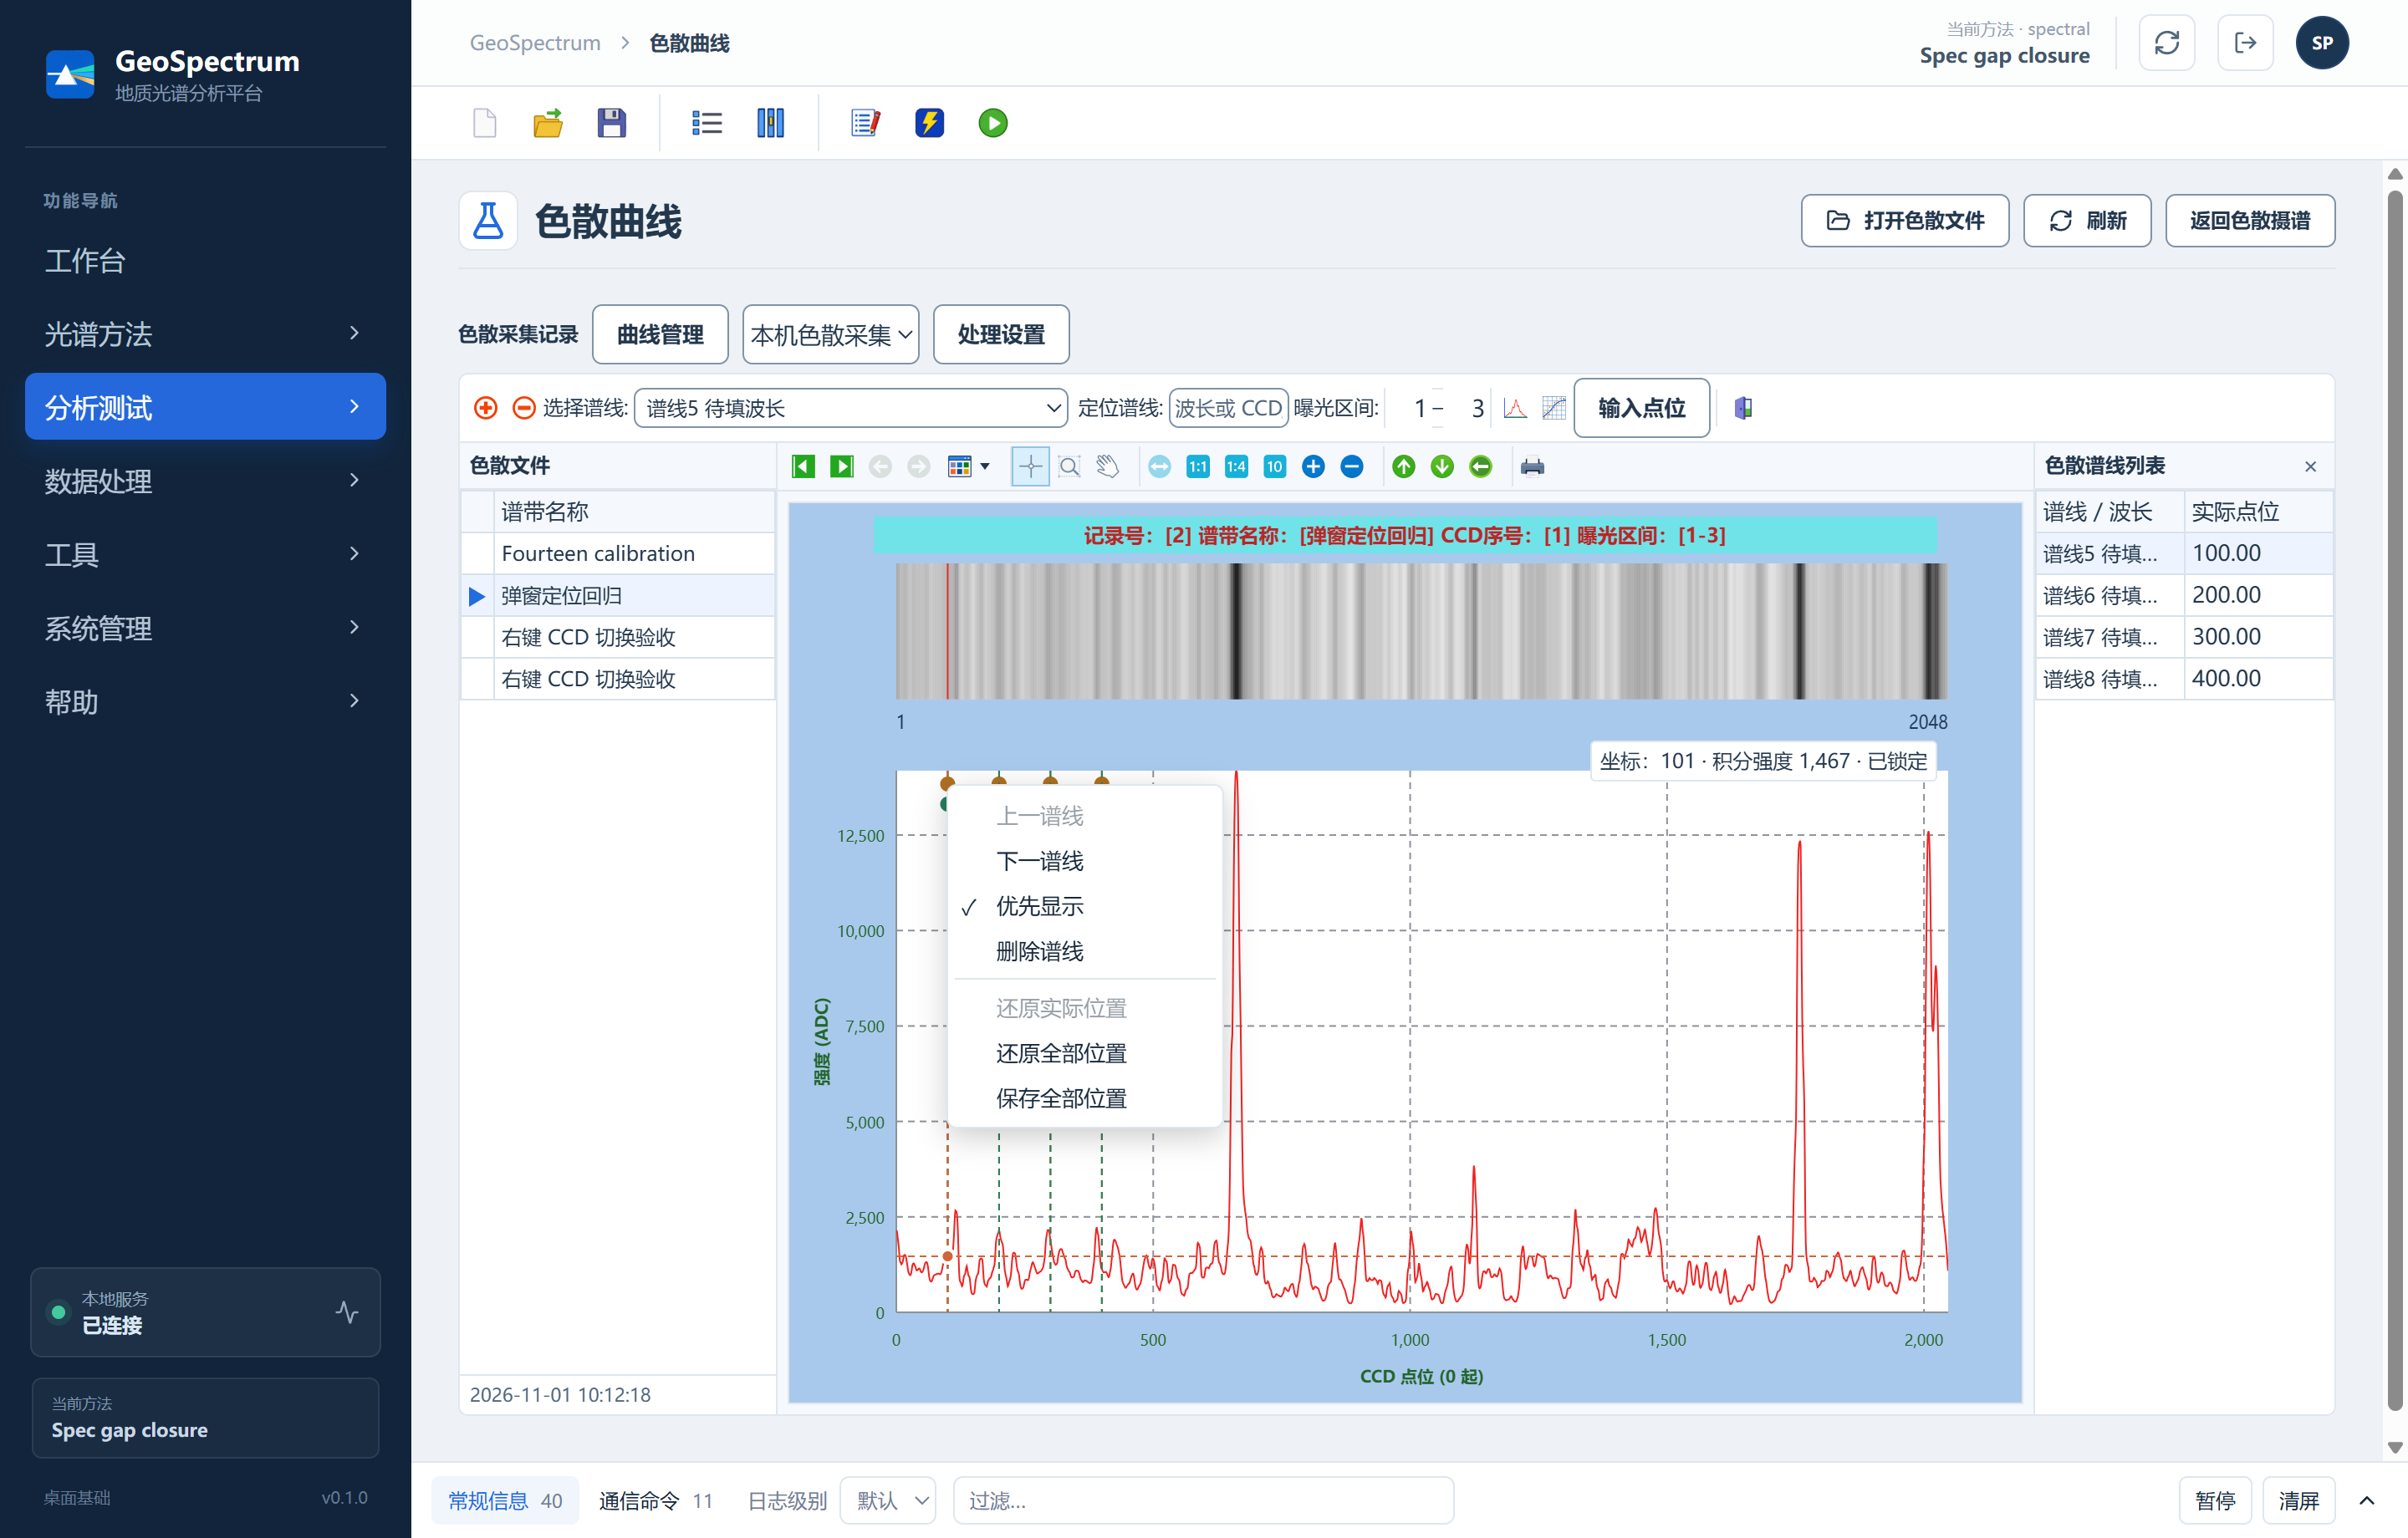 GeoSpectrum
地质光谱分析平台
功能导航
工作台
光谱方法
分析测试
数据处理
工具
系统管理
帮助
本地服务
已连接
当前方法
Spec gap closure
桌面基础 v0.1.0
GeoSpectrum 色散曲线
当前方法 · spectral
Spec gap closure
SP
色散曲线
打开色散文件 刷新 返回色散摄谱
色散采集记录 曲线管理 本机色散采集 处理设置
选择谱线: 谱线5 待填波长 定位谱线: 波长或 CCD 曝光区间: 1 – 3 输入点位
色散文件
谱带名称
Fourteen calibration
弹窗定位回归
右键 CCD 切换验收
右键 CCD 切换验收
2026-11-01 10:12:18
1:1 1:4 10
记录号：[2] 谱带名称：[弹窗定位回归] CCD序号：[1] 曝光区间：[1-3]
1 2048
坐标：101 · 积分强度 1,467 · 已锁定
上一谱线
下一谱线
✓ 优先显示
删除谱线
还原实际位置
还原全部位置
保存全部位置
强度 (ADC)
12,500
10,000
7,500
5,000
2,500
0
0 500 1,000 1,500 2,000
CCD 点位 (0 起)
色散谱线列表 ×
谱线 / 波长 实际点位
谱线5 待填... 100.00
谱线6 待填... 200.00
谱线7 待填... 300.00
谱线8 待填... 400.00
常规信息 40 通信命令 11 日志级别 默认 过滤... 暂停 清屏